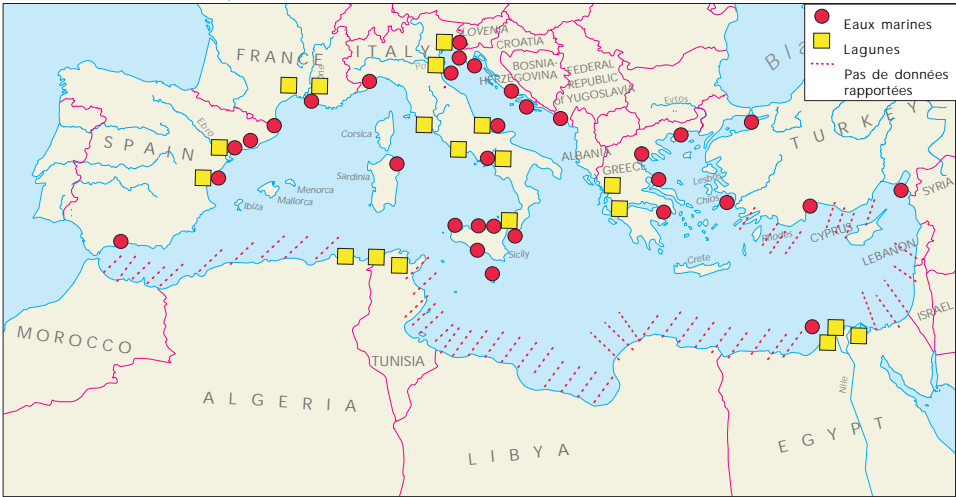 Eaux marines
Lagunes
Pas de données
rapportées
Bla
SLOVENIA
CROATIA
FRANCE
ITALY
Po
BOSNIA-
HERZEGOVINA
FEDERAL
REPUBLIC
of YUGOSLAVIA
Evros
TURKEY
Ebro
SPAIN
Corsica
Sardinia
Menorca
Mallorca
Ibiza
ALBANIA
GREECE
Lesbos
Chios
SYRIA
Rhodes
CYPRUS
Crete
Sicily
LEBANON
ISRAEL
MOROCCO
TUNISIA
ALGERIA
LIBYA
EGYPT
Nile